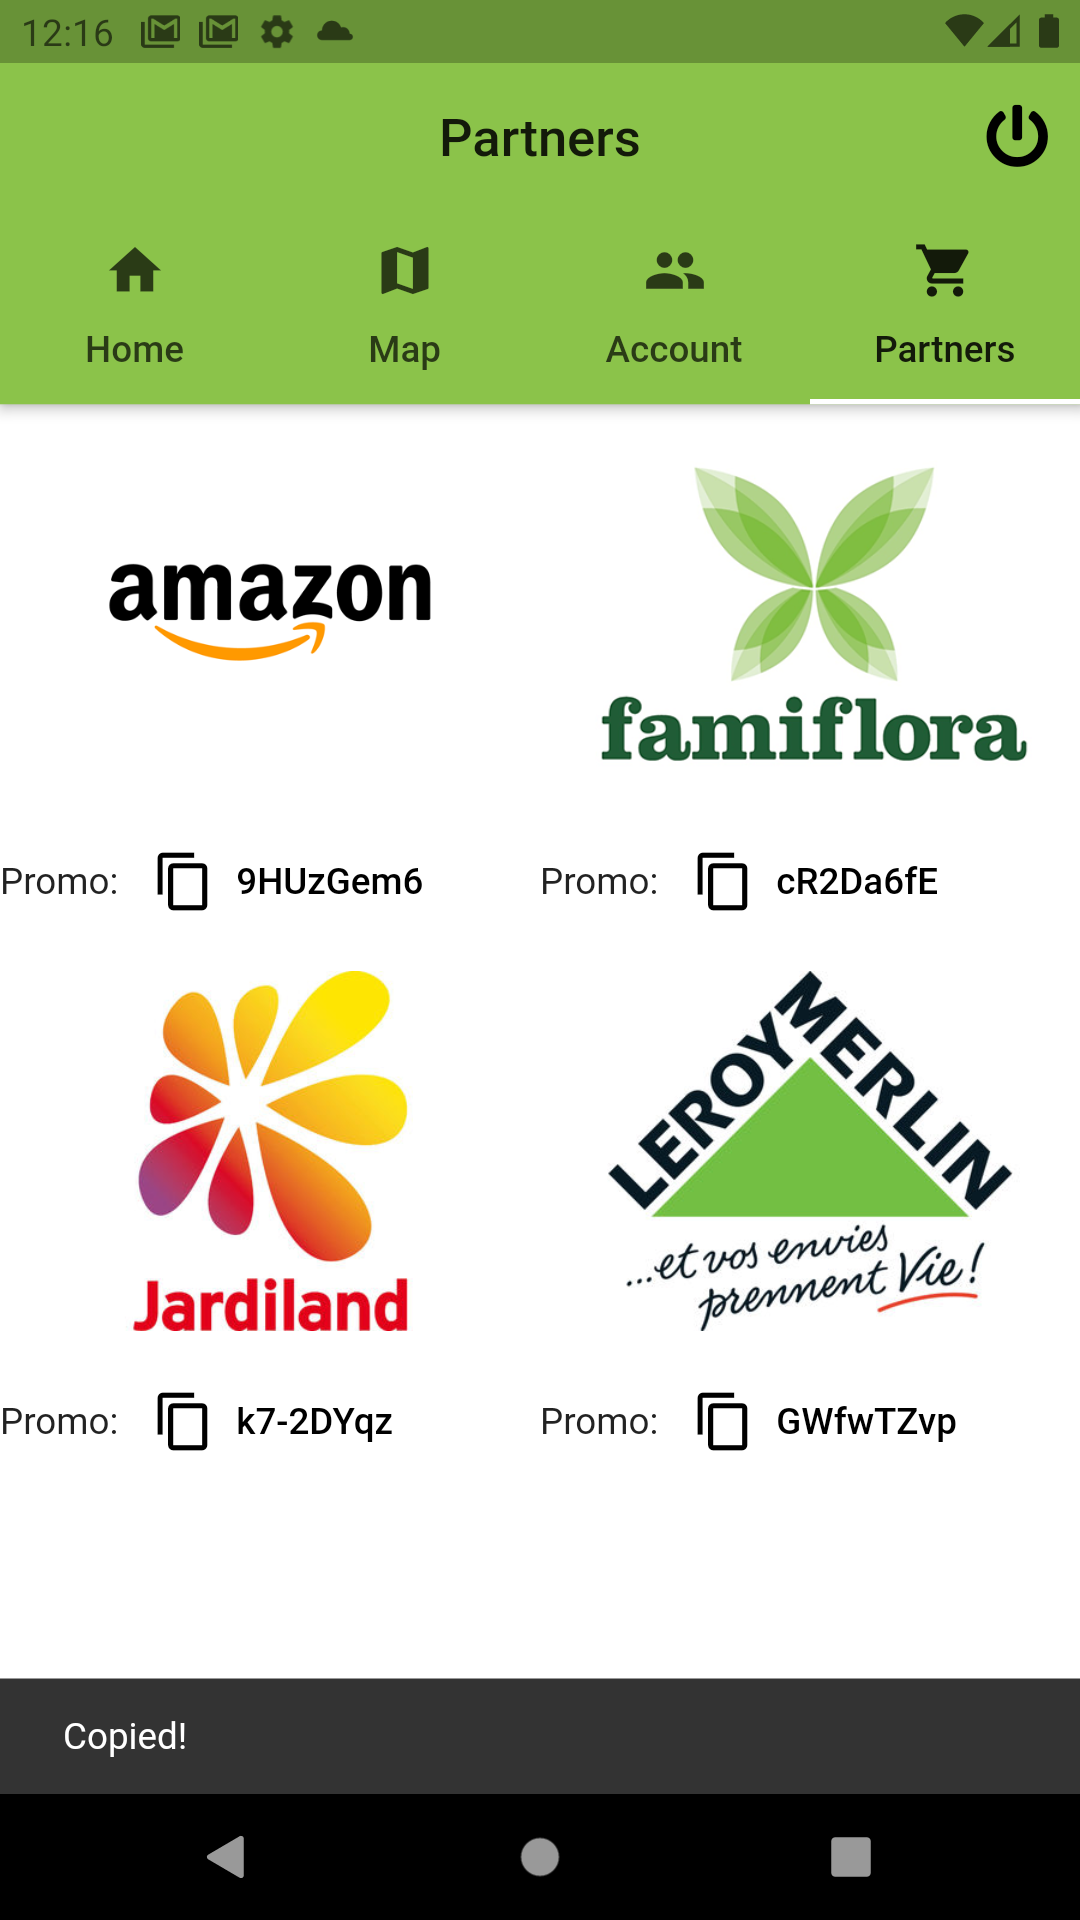 12:16
Partners
Home
Map
Account
Partners
amazon
famiflora
Promo: 9HUzGem6
Promo: cR2Da6fE
Jardiland
LEROY MERLIN
...et vos envies
prennent Vie!
Promo: k7-2DYqz
Promo: GWfwTZvp
Copied!